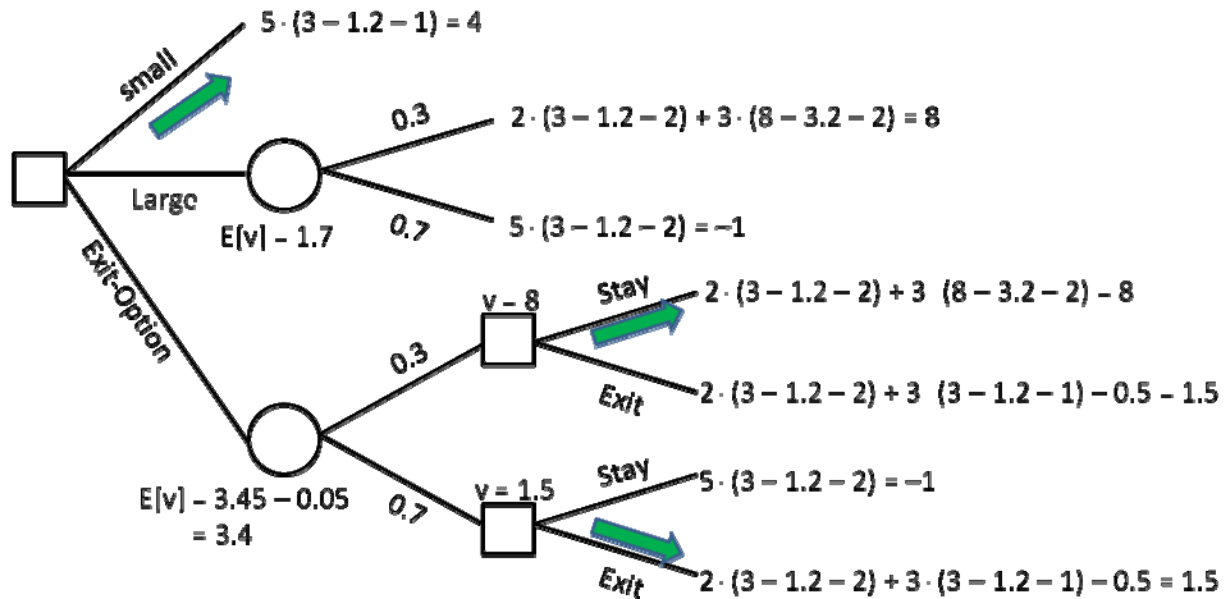 small
5 · (3 – 1.2 – 1) = 4
Large
E[v] – 1.7
0.3
2 · (3 – 1.2 – 2) + 3 · (8 – 3.2 – 2) = 8
0.7
5 · (3 – 1.2 – 2) = –1
Exit-Option
E[v] – 3.45 – 0.05
= 3.4
0.3
v – 8
Stay
2 · (3 – 1.2 – 2) + 3 (8 – 3.2 – 2) – 8
Exit
2 · (3 – 1.2 – 2) + 3 (3 – 1.2 – 1) – 0.5 – 1.5
0.7
v = 1.5
Stay
5 · (3 – 1.2 – 2) = –1
Exit
2 · (3 – 1.2 – 2) + 3 · (3 – 1.2 – 1) – 0.5 = 1.5